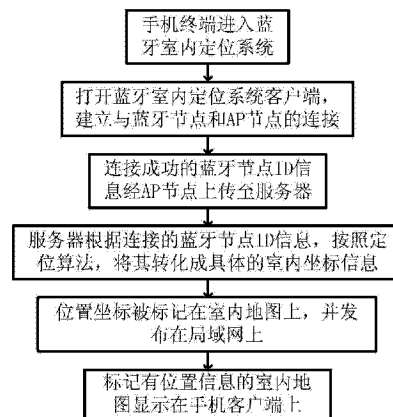 手机终端进入蓝
牙室内定位系统
打开蓝牙室内定位系统客户端，
建立与蓝牙节点和AP节点的连接
连接成功的蓝牙节点ID信
息经AP节点上传至服务器
服务器根据连接的蓝牙节点ID信息，按照定
位算法，将其转化成具体的室内坐标信息
位置坐标被标记在室内地图上，并发
布在局域网上
标记有位置信息的室内地
图显示在手机客户端上